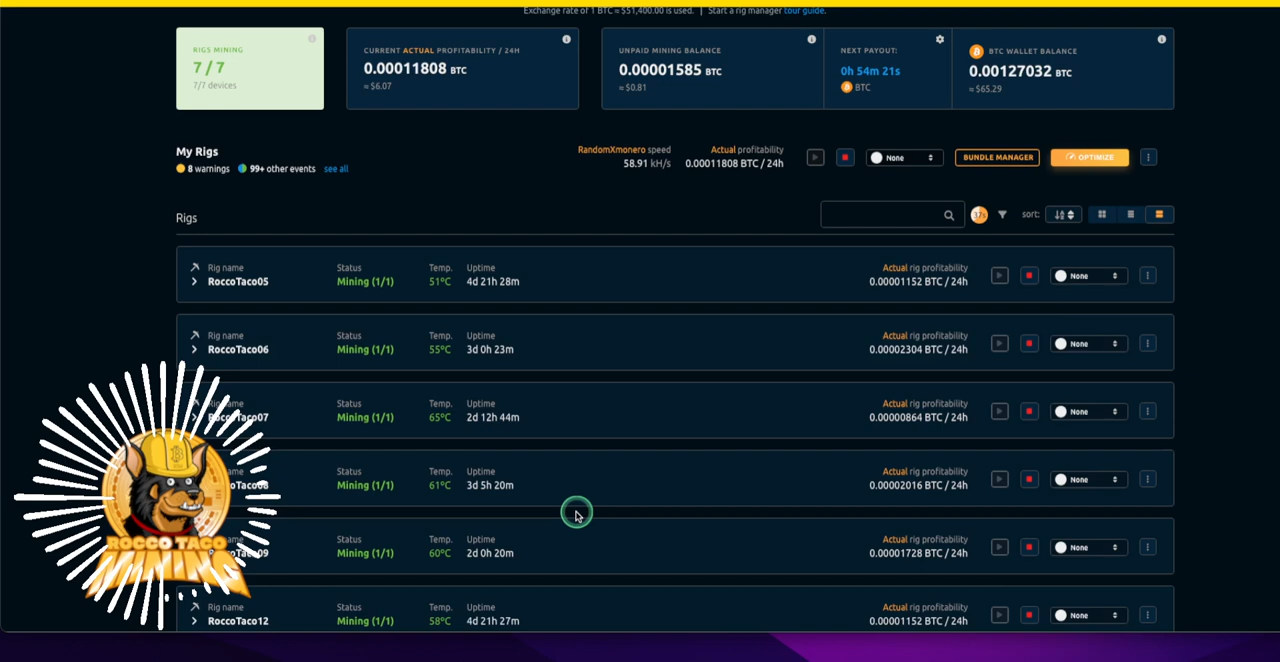 Exchange rate of 1 BTC ≈ $51,400.00 is used. | Start a rig manager tour guide.
RIGS MINING
7 / 7
7/7 devices
CURRENT ACTUAL PROFITABILITY / 24H
0.00011808 BTC
≈ $6.07
UNPAID MINING BALANCE
0.00001585 BTC
≈ $0.81
NEXT PAYOUT:
0h 54m 21s
BTC
BTC WALLET BALANCE
0.00127032 BTC
≈ $65.29
My Rigs
8 warnings 99+ other events see all
RandomXmonero speed
58.91 kH/s
Actual profitability
0.00011808 BTC / 24h
None
BUNDLE MANAGER
OPTIMIZE
Rigs
37s
sort:
Rig name Status Temp. Uptime Actual rig profitability
RoccoTaco05 Mining (1/1) 51°C 4d 21h 28m 0.00001152 BTC / 24h None
Rig name Status Temp. Uptime Actual rig profitability
RoccoTaco06 Mining (1/1) 55°C 3d 0h 23m 0.00002304 BTC / 24h None
name Status Temp. Uptime Actual rig profitability
RoccoTaco07 Mining (1/1) 65°C 2d 12h 44m 0.00000864 BTC / 24h None
name Status Temp. Uptime Actual rig profitability
Taco08 Mining (1/1) 61°C 3d 5h 20m 0.00002016 BTC / 24h None
name Status Temp. Uptime Actual rig profitability
Taco09 Mining (1/1) 60°C 2d 0h 20m 0.00001728 BTC / 24h None
Rig name Status Temp. Uptime Actual rig profitability
RoccoTaco12 Mining (1/1) 58°C 4d 21h 27m 0.00001152 BTC / 24h None
ROCCO TACO
MINING